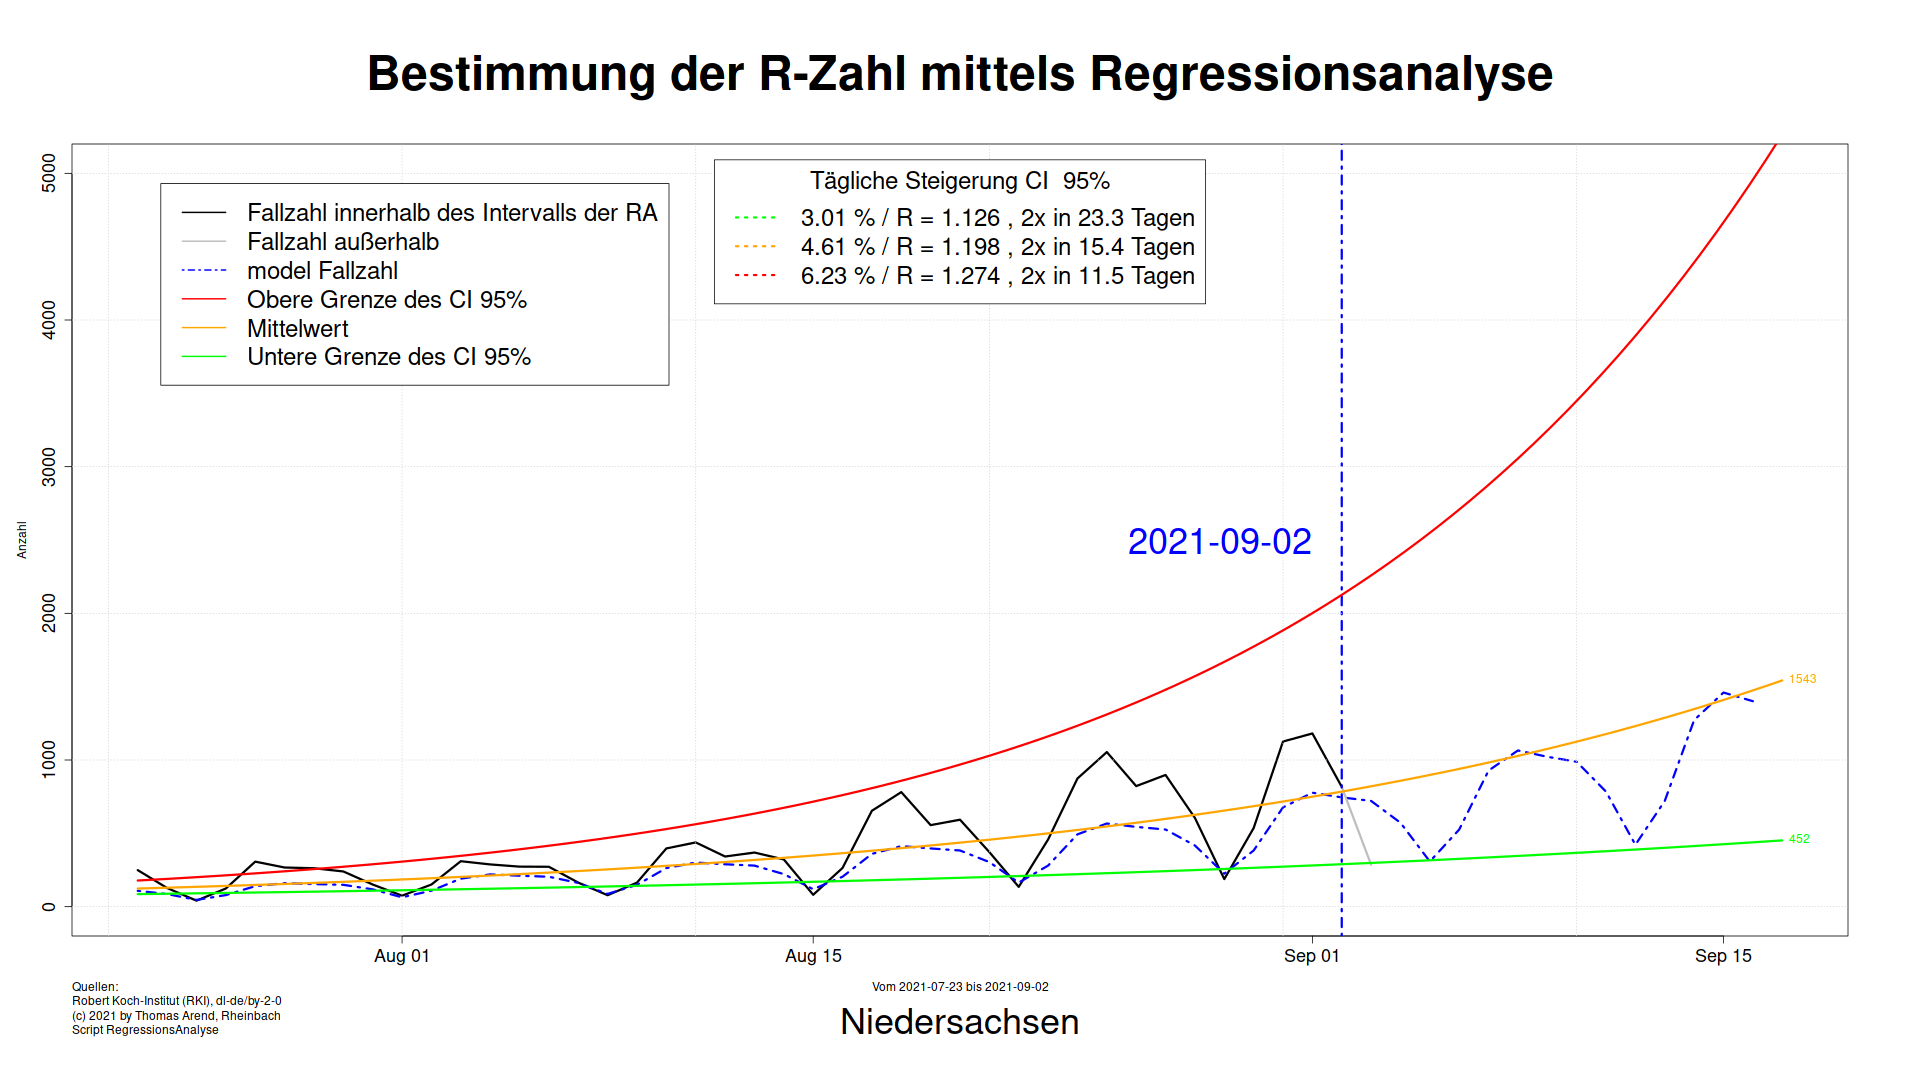 Bestimmung der R-Zahl mittels Regressionsanalyse
Fallzahl innerhalb des Intervalls der RA
Fallzahl außerhalb
model Fallzahl
Obere Grenze des CI 95%
Mittelwert
Untere Grenze des CI 95%
Tägliche Steigerung CI  95%
3.01 % / R = 1.126 , 2x in 23.3 Tagen
4.61 % / R = 1.198 , 2x in 15.4 Tagen
6.23 % / R = 1.274 , 2x in 11.5 Tagen
5000
4000
3000
2000
1000
0
Anzahl
2021-09-02
1543
452
Aug 01
Aug 15
Sep 01
Sep 15
Quellen:
Robert Koch-Institut (RKI), dl-de/by-2-0
(c) 2021 by Thomas Arend, Rheinbach
Script RegressionsAnalyse
Vom 2021-07-23 bis 2021-09-02
Niedersachsen